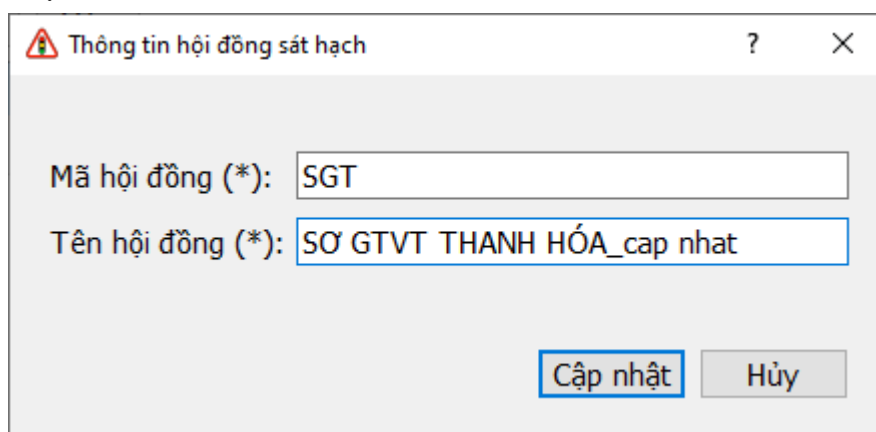 Thông tin hội đồng sát hạch ? ×
Mã hội đồng (*): SGT
Tên hội đồng (*): SƠ GTVT THANH HÓA_cap nhat
Cập nhật Hủy